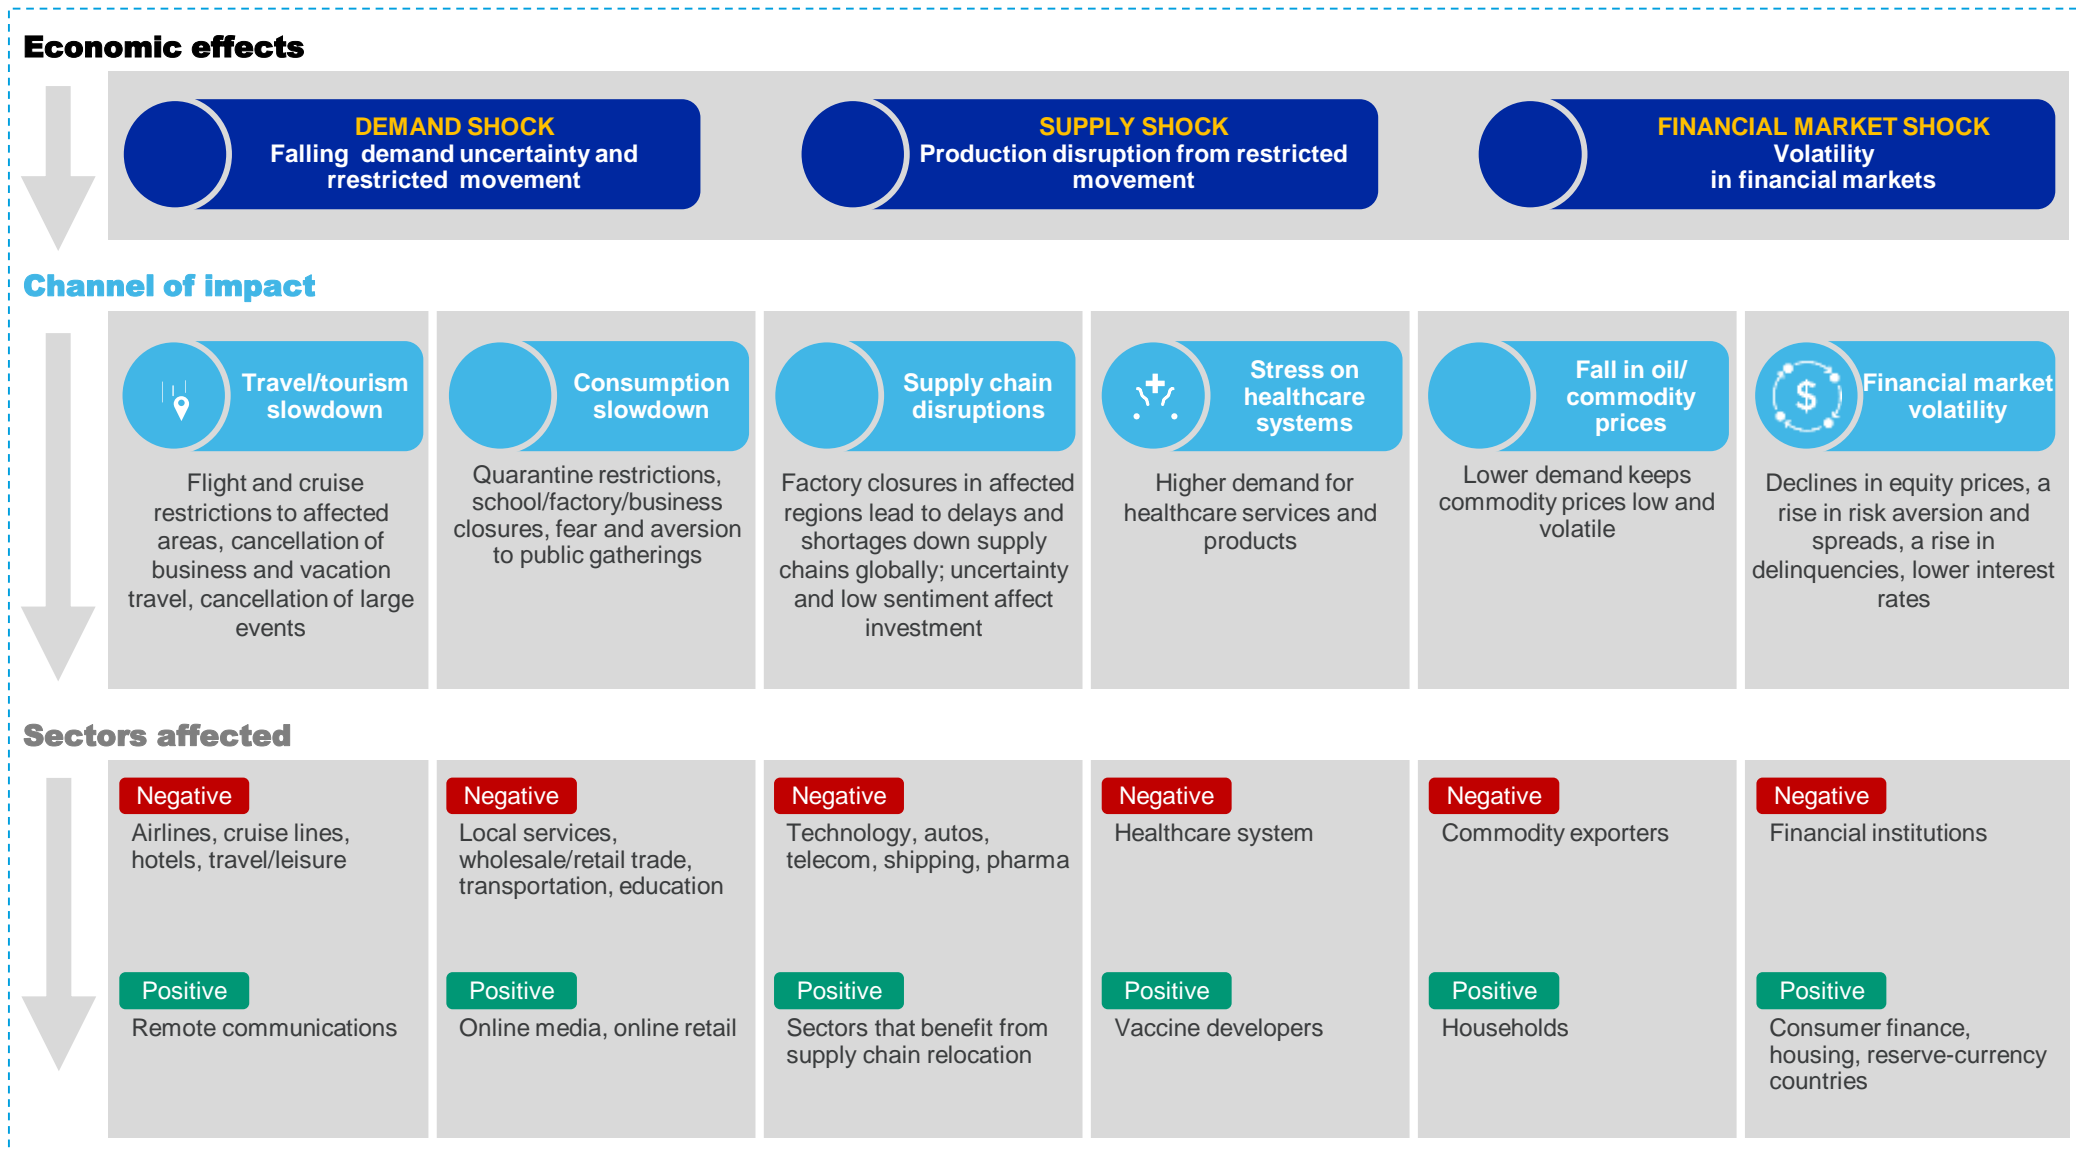 Economic effects
DEMAND SHOCK
Falling demand uncertainty and
rrestricted movement
SUPPLY SHOCK
Production disruption from restricted
movement
FINANCIAL MARKET SHOCK
Volatility
in financial markets
Channel of impact
Travel/tourism
slowdown
Flight and cruise
restrictions to affected
areas, cancellation of
business and vacation
travel, cancellation of large
events
Consumption
slowdown
Quarantine restrictions,
school/factory/business
closures, fear and aversion
to public gatherings
Supply chain
disruptions
Factory closures in affected
regions lead to delays and
shortages down supply
chains globally; uncertainty
and low sentiment affect
investment
Stress on
healthcare
systems
Higher demand for
healthcare services and
products
Fall in oil/
commodity
prices
Lower demand keeps
commodity prices low and
volatile
$
Financial market
volatility
Declines in equity prices, a
rise in risk aversion and
spreads, a rise in
delinquencies, lower interest
rates
Sectors affected
Negative
Airlines, cruise lines,
hotels, travel/leisure
Positive
Remote communications
Negative
Local services,
wholesale/retail trade,
transportation, education
Positive
Online media, online retail
Negative
Technology, autos,
telecom, shipping, pharma
Positive
Sectors that benefit from
supply chain relocation
Negative
Healthcare system
Positive
Vaccine developers
Negative
Commodity exporters
Positive
Households
Negative
Financial institutions
Positive
Consumer finance,
housing, reserve-currency
countries